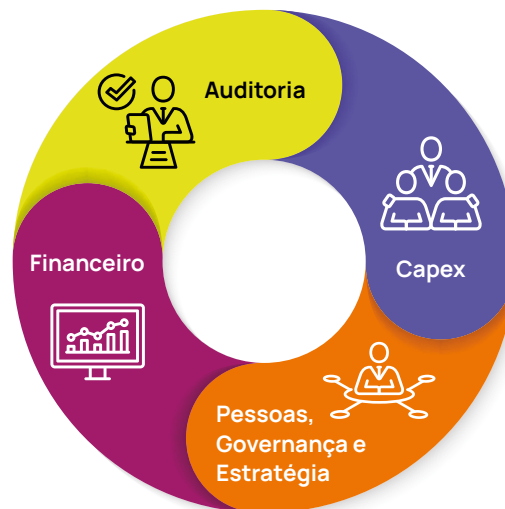 Auditoria
Capex
Financeiro
Pessoas,
Governança e
Estratégia